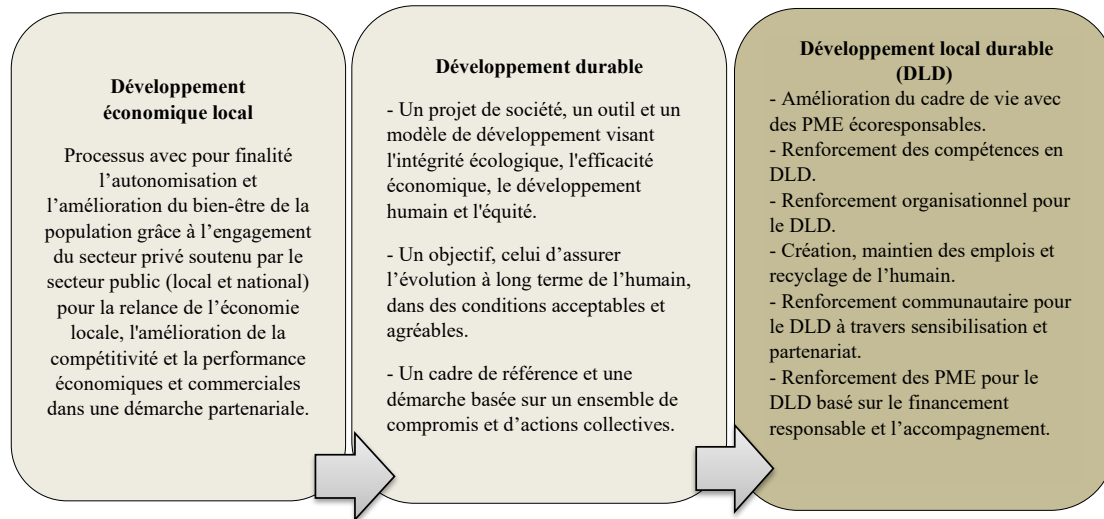 Développement
économique local
Processus avec pour finalité
l’autonomisation et
l’amélioration du bien-être de la
population grâce à l’engagement
du secteur privé soutenu par le
secteur public (local et national)
pour la relance de l’économie
locale, l'amélioration de la
compétitivité et la performance
économiques et commerciales
dans une démarche partenariale.
Développement durable
- Un projet de société, un outil et un
modèle de développement visant
l'intégrité écologique, l'efficacité
économique, le développement
humain et l'équité.
- Un objectif, celui d’assurer
l’évolution à long terme de l’humain,
dans des conditions acceptables et
agréables.
- Un cadre de référence et une
démarche basée sur un ensemble de
compromis et d’actions collectives.
Développement local durable
(DLD)
- Amélioration du cadre de vie avec
des PME écoresponsables.
- Renforcement des compétences en
DLD.
- Renforcement organisationnel pour
le DLD.
- Création, maintien des emplois et
recyclage de l’humain.
- Renforcement communautaire pour
le DLD à travers sensibilisation et
partenariat.
- Renforcement des PME pour le
DLD basé sur le financement
responsable et l’accompagnement.